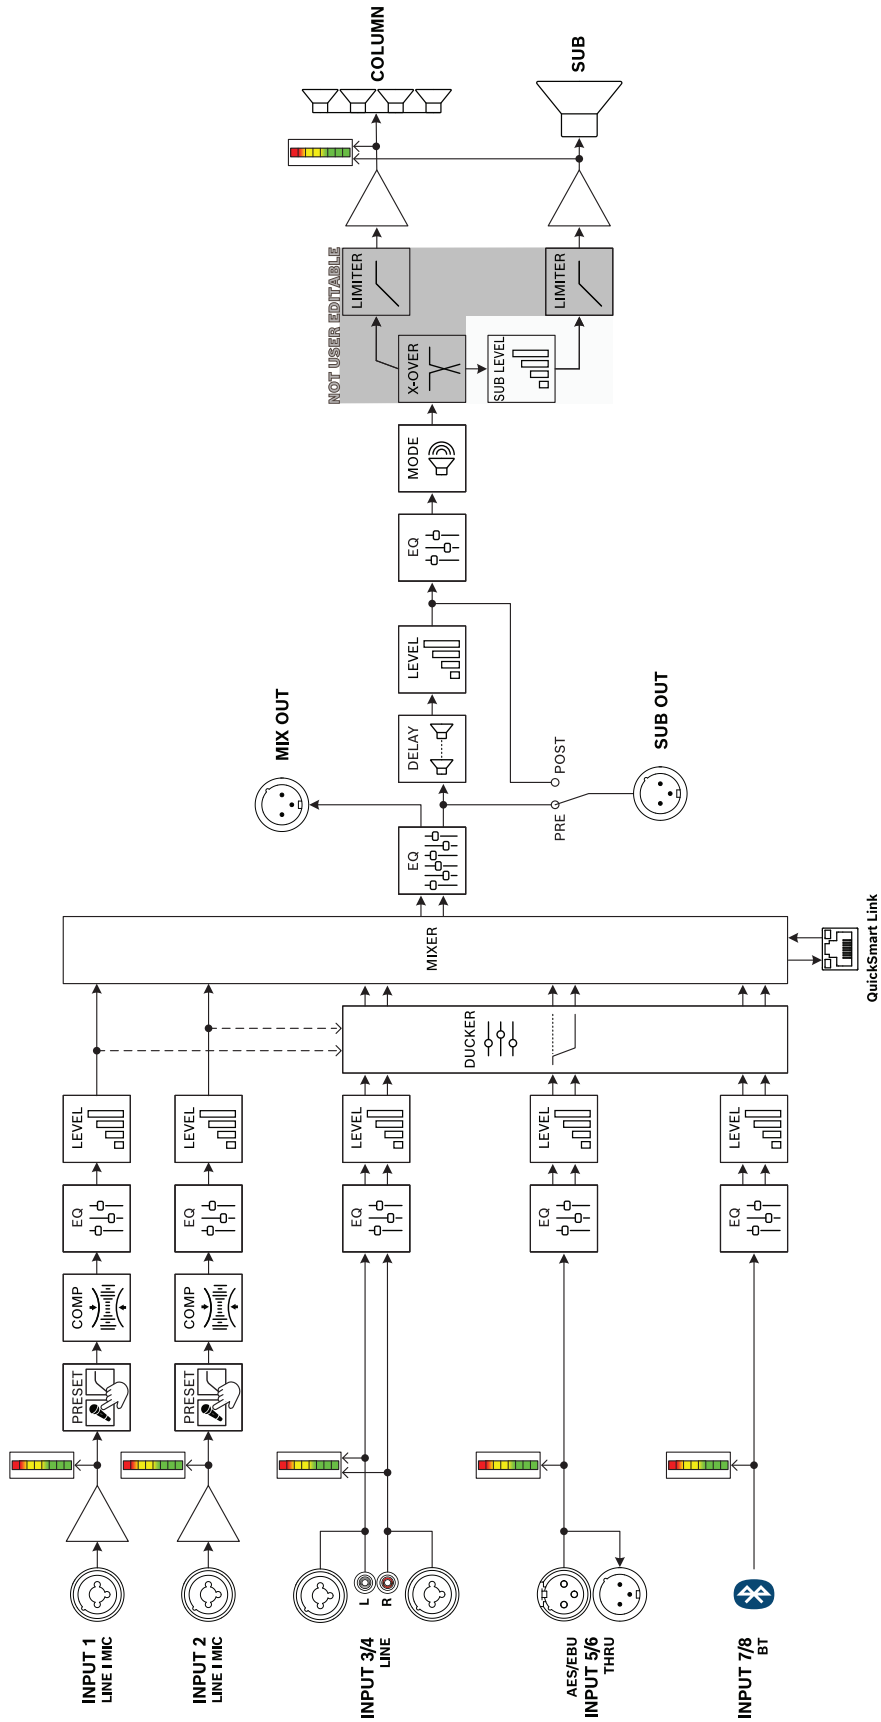 INPUT 1
LINE I MIC
PRESET
COMP
EQ
LEVEL
INPUT 2
LINE I MIC
PRESET
COMP
EQ
LEVEL
INPUT 3/4
LINE
L
R
EQ
LEVEL
AES/EBU
INPUT 5/6
THRU
EQ
LEVEL
INPUT 7/8
BT
EQ
LEVEL
DUCKER
MIXER
QuickSmart Link
EQ
MIX OUT
PRE
POST
SUB OUT
DELAY
LEVEL
EQ
MODE
NOT USER EDITABLE
X-OVER
SUB LEVEL
LIMITER
LIMITER
COLUMN
SUB